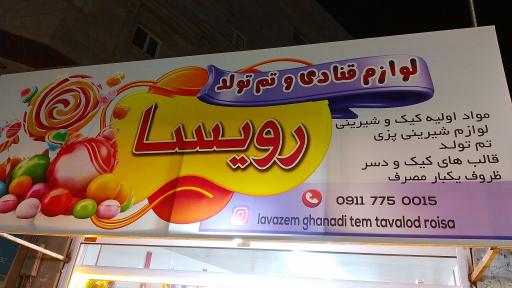 لوازم قنادی و تم تولد
رویسا
مواد اولیه کیک و شیرینی
لوازم شیرینی پزی
تم تولد
قالب های کیک و دسر
ظروف یکبار مصرف
0911 775 0015
lavazem ghanadi tem tavalod roisa